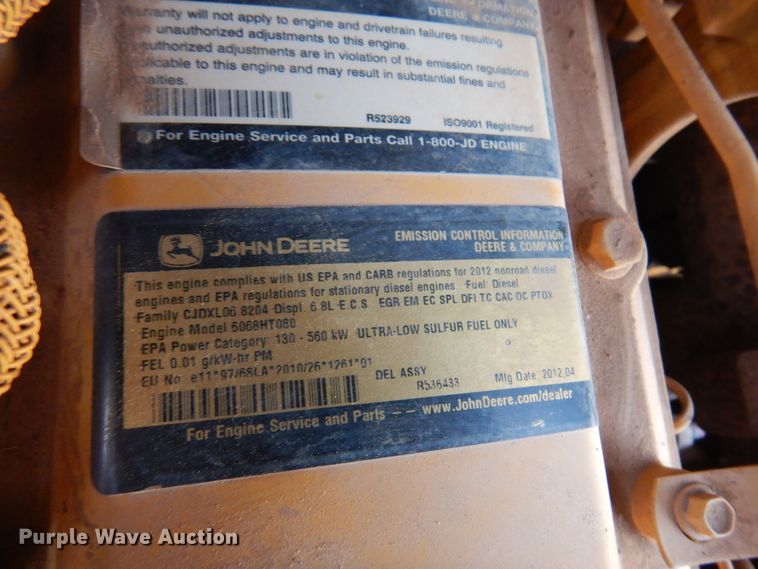 INFORMATION
DEERE & COMPANY
Warranty will not apply to engine and drivetrain failures resulting
unauthorized adjustments to this engine.
adjustments are in violation of the emission regulations
to this engine and may result in substantial fines and
R523929 ISO9001 Registered
For Engine Service and Parts Call 1-800-JD ENGINE
JOHN DEERE
EMISSION CONTROL INFORMATION
DEERE & COMPANY
This engine complies with US EPA and CARB regulations for 2012 nonroad diesel
engines and EPA regulations for stationary diesel engines. Fuel: Diesel
Family CJDXL06.8204 Displ. 6.8L E.C.S. EGR EM EC SPL DFI TC CAC OC PTOX
Engine Model 6068HT080
EPA Power Category: 130 - 560 kW ULTRA-LOW SULFUR FUEL ONLY
FEL 0.01 g/kW-hr PM
EU No e11*97/68LA*2010/26*1261*01
DEL ASSY
R536433 Mfg Date 2012.04
For Engine Service and Parts -- www.JohnDeere.com/dealer
Purple Wave Auction